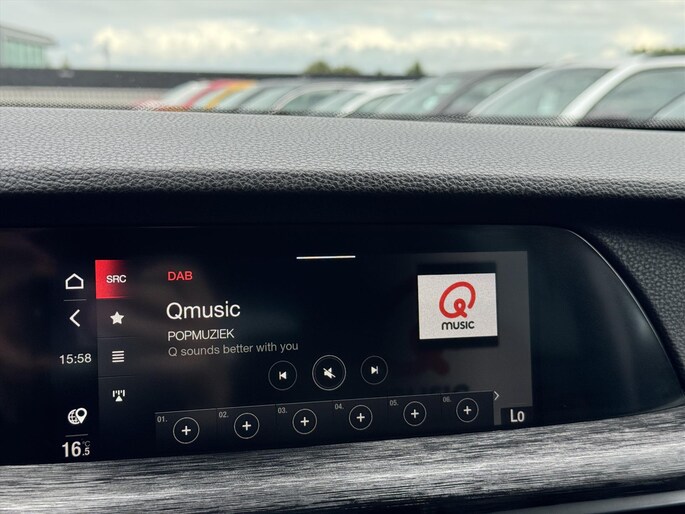 SRC
DAB
Qmusic
POPMUZIEK
Q sounds better with you
Q
MUSIC
15:58
01. 02. 03. 04. 05. 06.
Lo
16.5°C